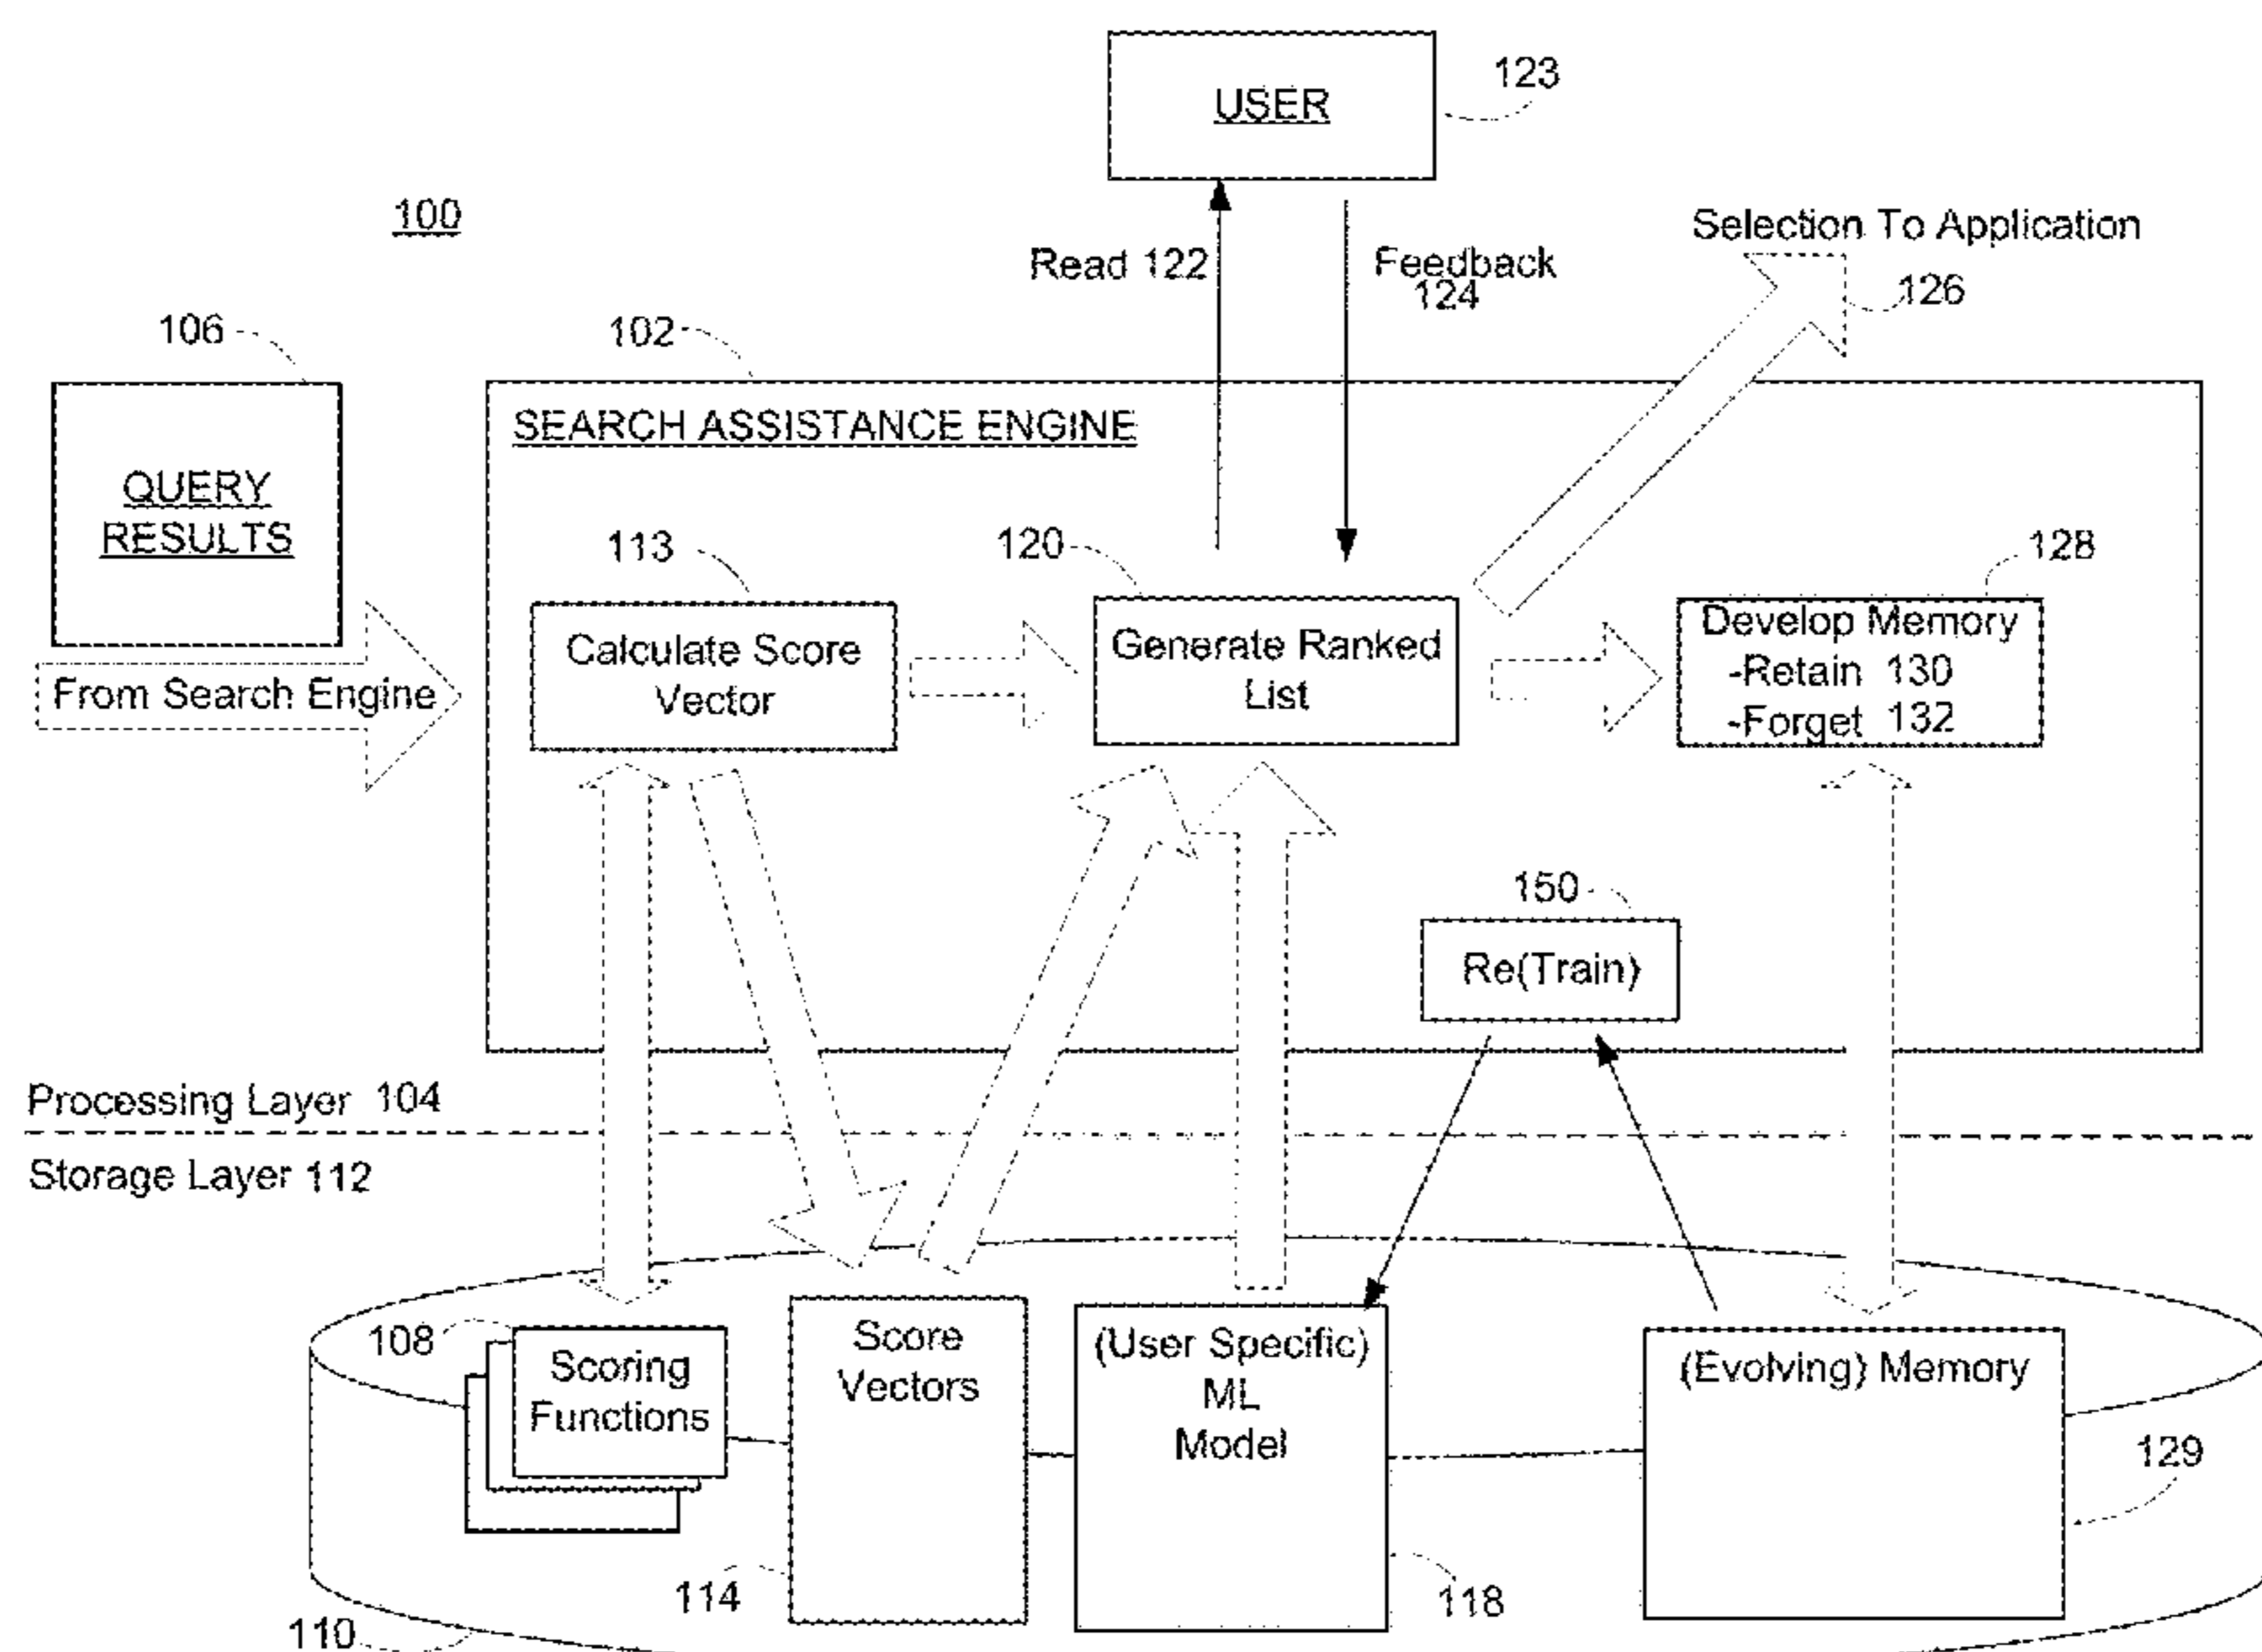 USER
123
100
Read 122
Feedback
124
Selection To Application
126
106
102
QUERY
RESULTS
SEARCH ASSISTANCE ENGINE
113
120
128
From Search Engine
Calculate Score
Vector
Generate Ranked
List
Develop Memory
-Retain 130
-Forget 132
150
Re(Train)
Processing Layer 104
Storage Layer 112
108
Scoring
Functions
Score
Vectors
(User Specific)
ML
Model
(Evolving) Memory
129
114
118
110